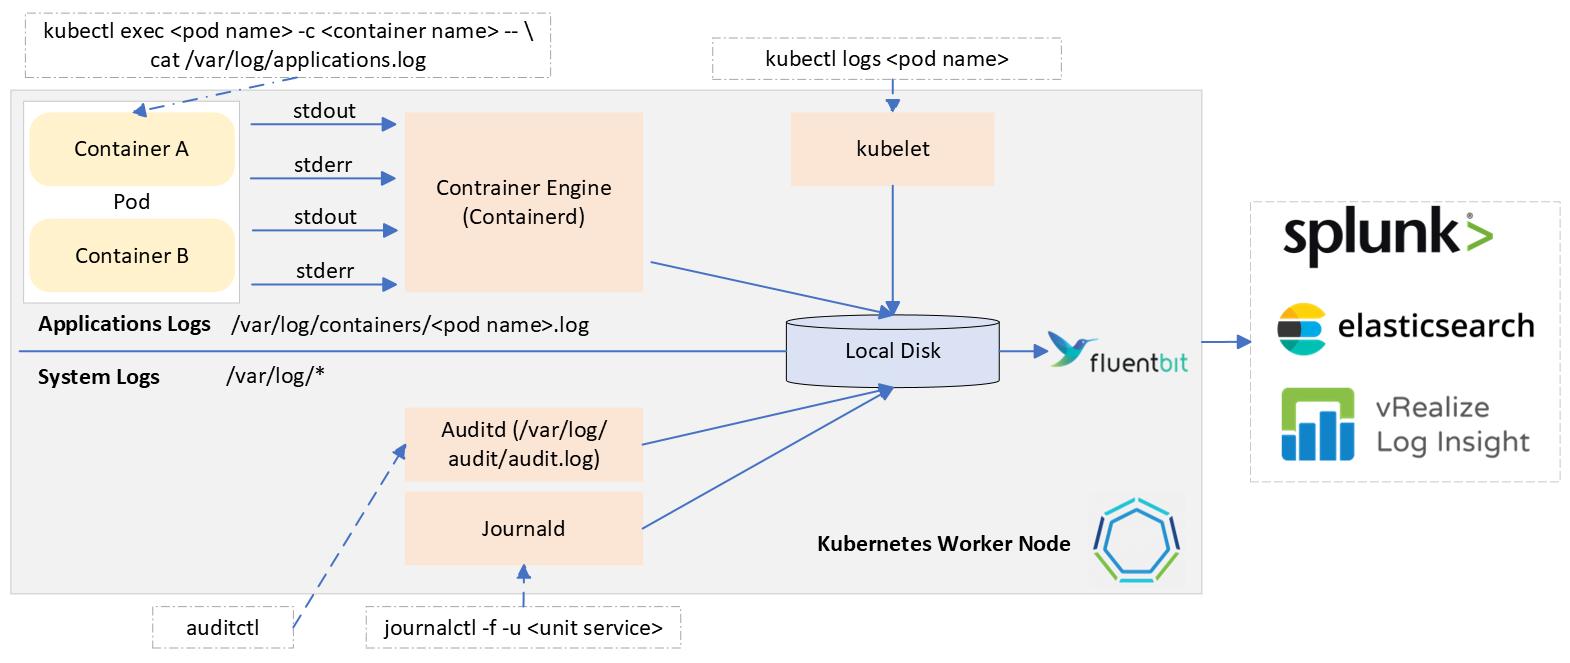 kubectl exec <pod name> -c <container name> -- \
cat /var/log/applications.log
kubectl logs <pod name>
Container A
Pod
Container B
stdout
stderr
stdout
stderr
Contrainer Engine
(Containerd)
kubelet
Applications Logs /var/log/containers/<pod name>.log
System Logs /var/log/*
Local Disk
fluentbit
splunk>®
elasticsearch
vRealize
Log Insight
Auditd (/var/log/
audit/audit.log)
Journald
Kubernetes Worker Node
auditctl
journalctl -f -u <unit service>